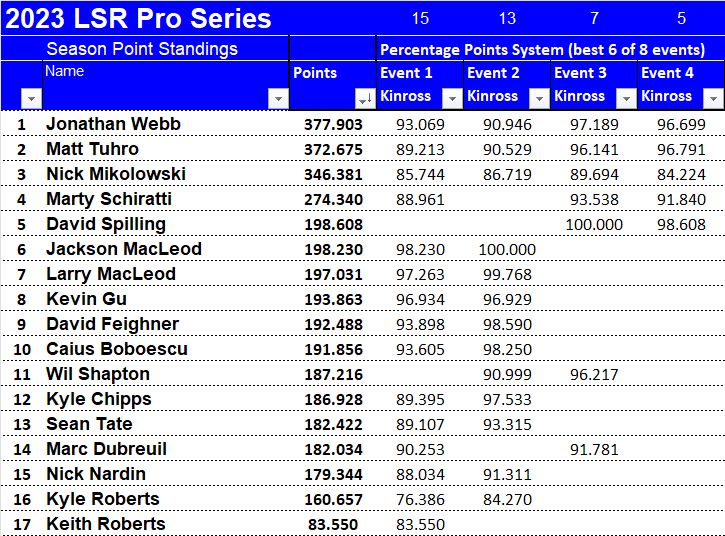 2023 LSR Pro Series 15 13 7 5
Season Point Standings Percentage Points System (best 6 of 8 events)
Name Points Event 1 Event 2 Event 3 Event 4
Kinross Kinross Kinross Kinross
1 Jonathan Webb 377.903 93.069 90.946 97.189 96.699
2 Matt Tuhro 372.675 89.213 90.529 96.141 96.791
3 Nick Mikolowski 346.381 85.744 86.719 89.694 84.224
4 Marty Schiratti 274.340 88.961 93.538 91.840
5 David Spilling 198.608 100.000 98.608
6 Jackson MacLeod 198.230 98.230 100.000
7 Larry MacLeod 197.031 97.263 99.768
8 Kevin Gu 193.863 96.934 96.929
9 David Feighner 192.488 93.898 98.590
10 Caius Boboescu 191.856 93.605 98.250
11 Wil Shapton 187.216 90.999 96.217
12 Kyle Chipps 186.928 89.395 97.533
13 Sean Tate 182.422 89.107 93.315
14 Marc Dubreuil 182.034 90.253 91.781
15 Nick Nardin 179.344 88.034 91.311
16 Kyle Roberts 160.657 76.386 84.270
17 Keith Roberts 83.550 83.550